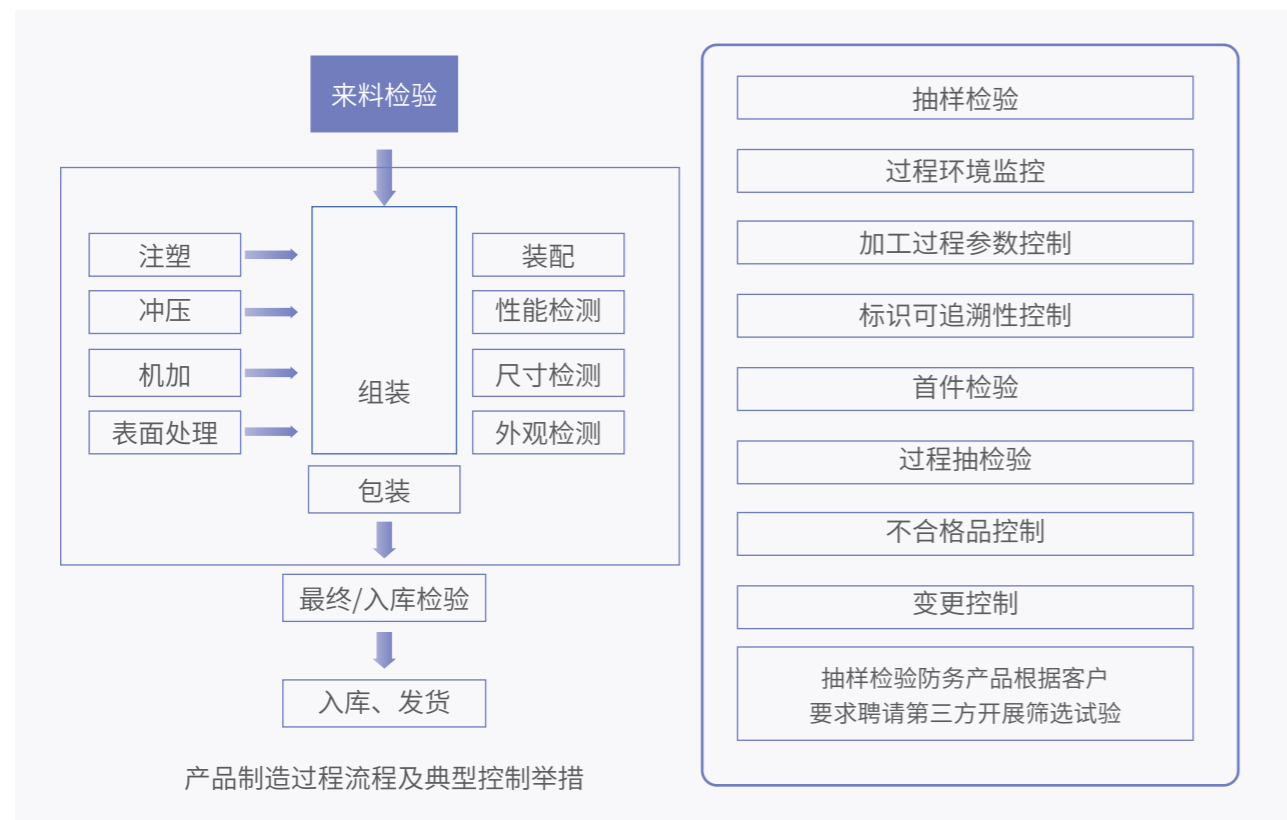 来料检验
注塑
冲压
机加
表面处理
组装
装配
性能检测
尺寸检测
外观检测
包装
最终/入库检验
入库、发货
产品制造过程流程及典型控制举措
抽样检验
过程环境监控
加工过程参数控制
标识可追溯性控制
首件检验
过程抽检验
不合格品控制
变更控制
抽样检验防务产品根据客户
要求聘请第三方开展筛选试验